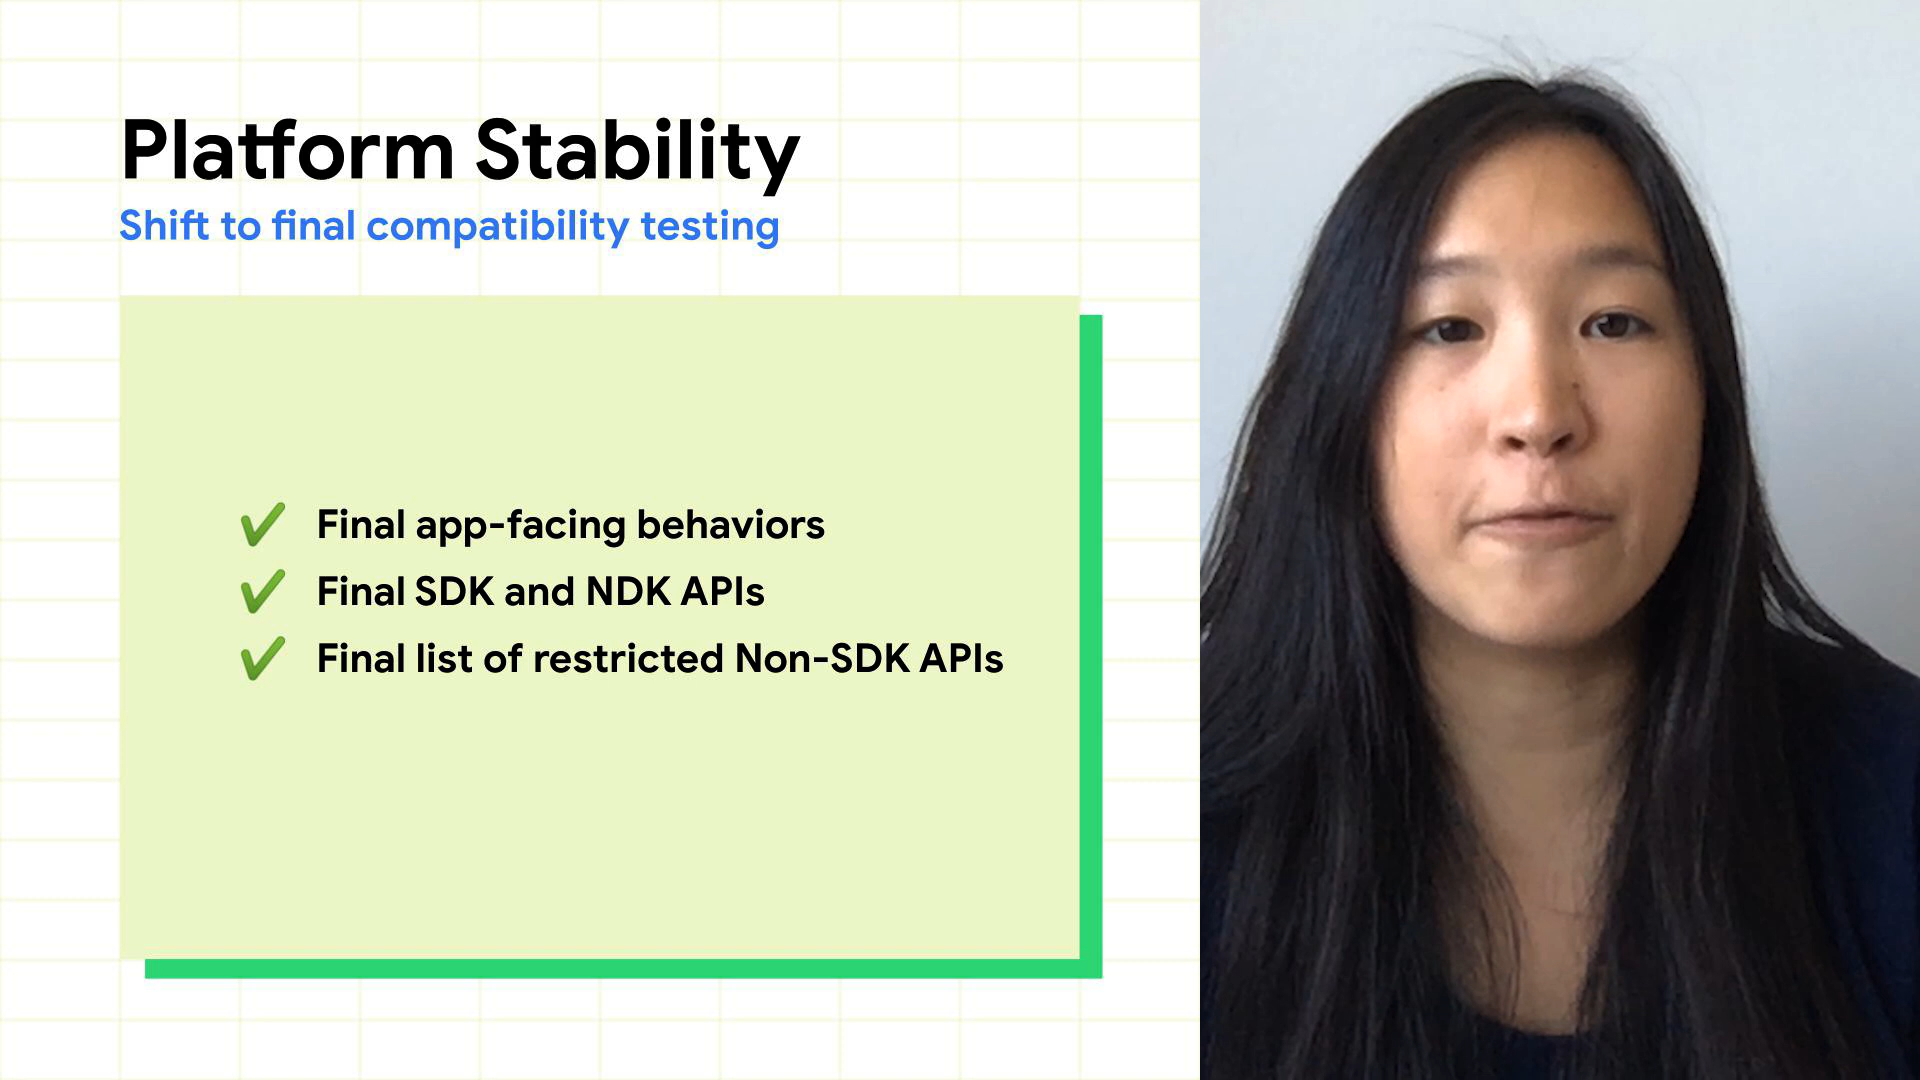 Platform Stability
Shift to final compatibility testing
✔ Final app-facing behaviors
✔ Final SDK and NDK APIs
✔ Final list of restricted Non-SDK APIs